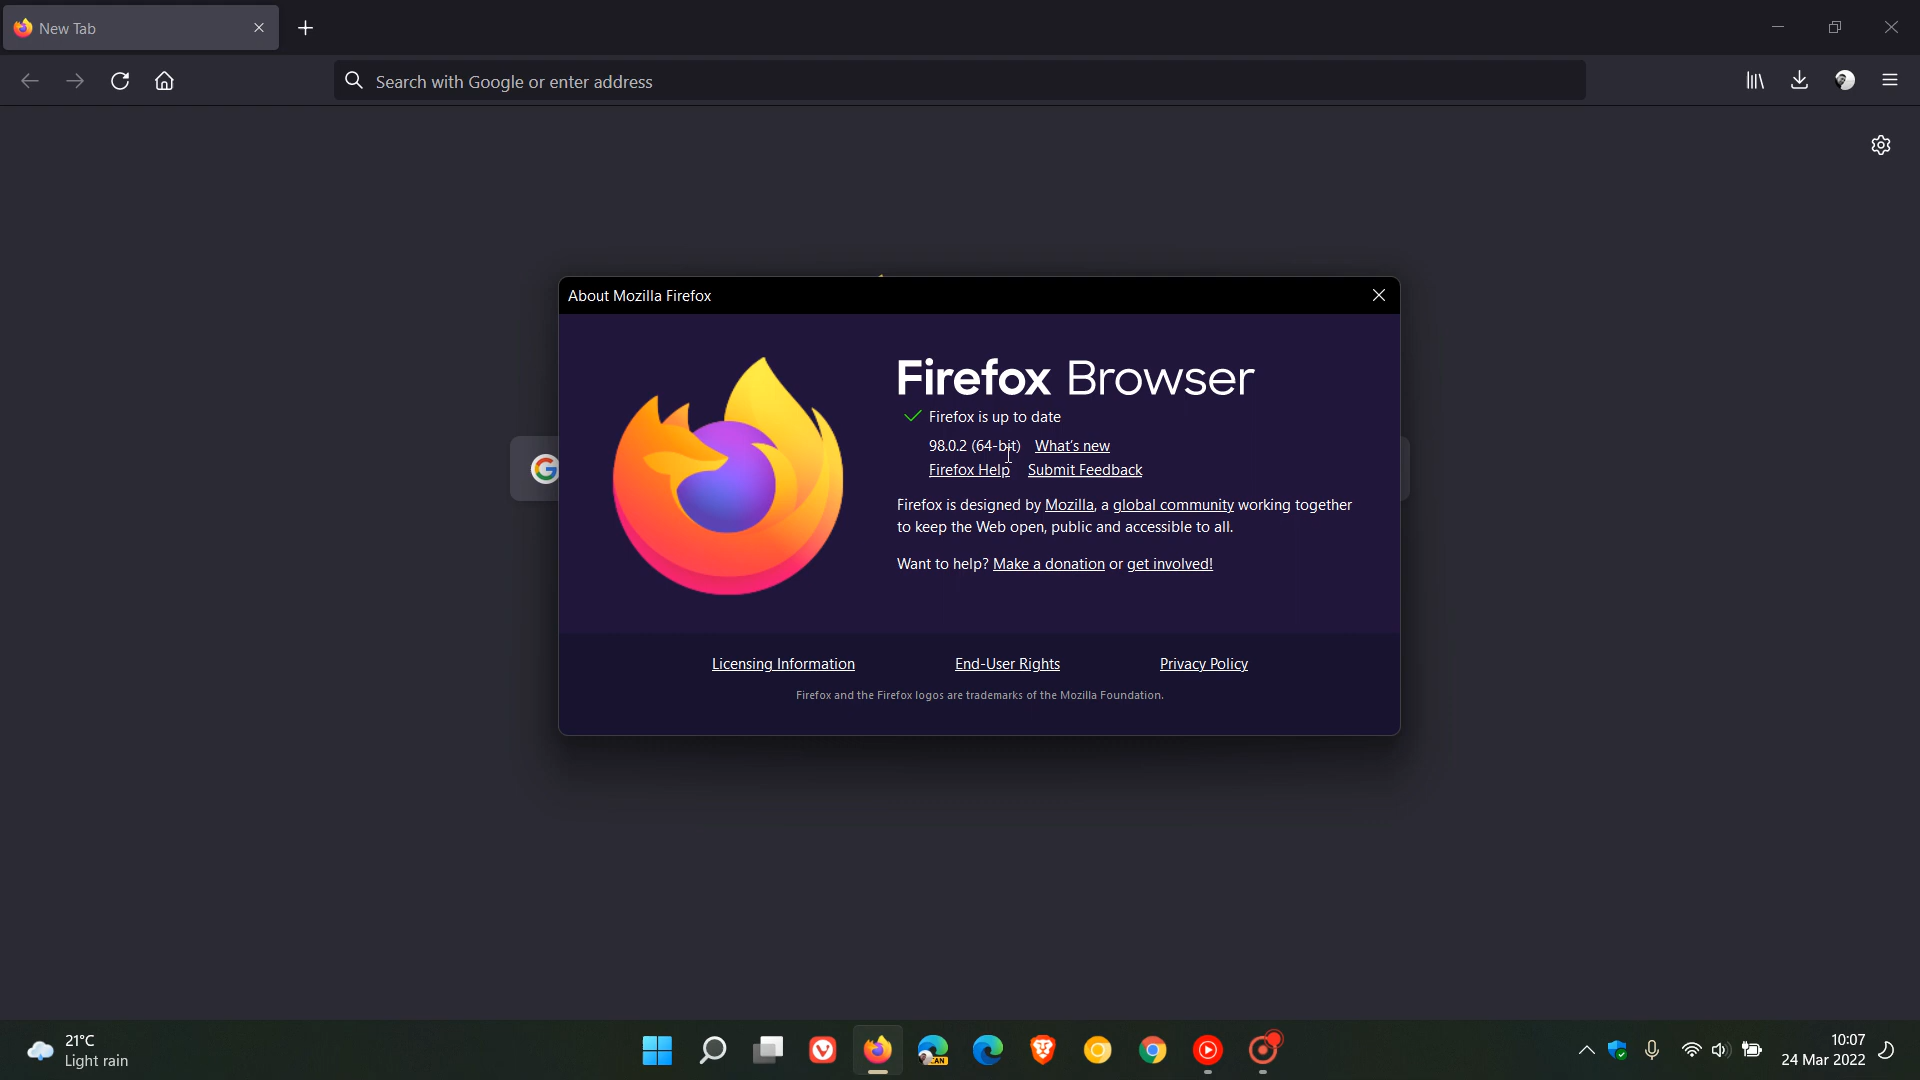 New Tab
Search with Google or enter address
About Mozilla Firefox
Firefox Browser
Firefox is up to date
98.0.2 (64-bit) What's new
Firefox Help Submit Feedback
Firefox is designed by Mozilla, a global community working together
to keep the Web open, public and accessible to all.
Want to help? Make a donation or get involved!
Licensing Information End-User Rights Privacy Policy
Firefox and the Firefox logos are trademarks of the Mozilla Foundation.
21°C
Light rain
CAN
10:07
24 Mar 2022